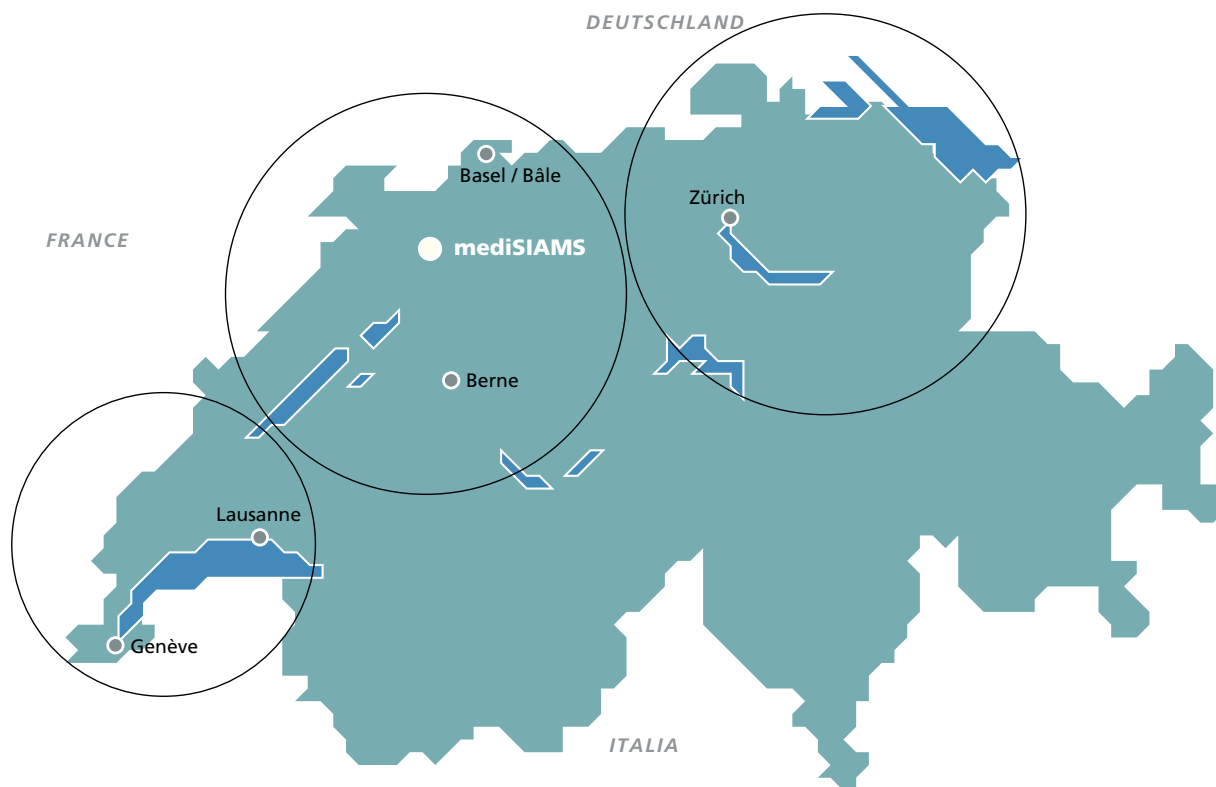 DEUTSCHLAND
Basel / Bâle
Zürich
FRANCE
mediSIAMS
Berne
Lausanne
Genève
ITALIA